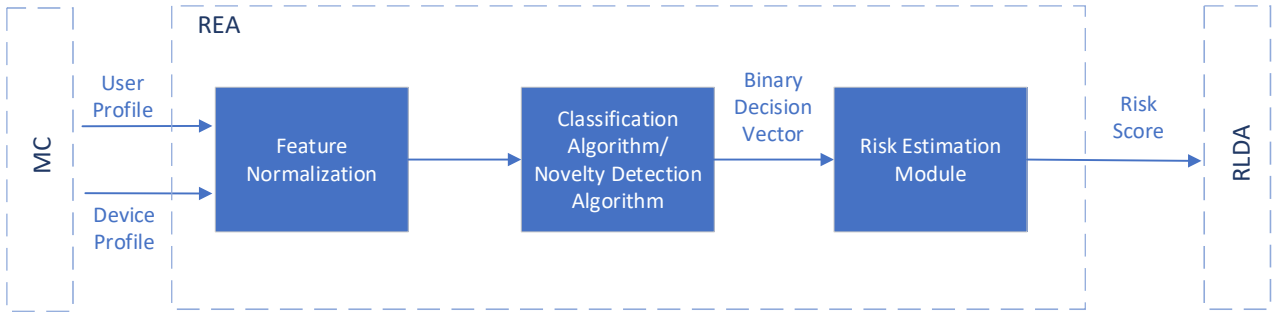 MC
REA
User
Profile
Device
Profile
Feature
Normalization
Classification
Algorithm/
Novelty Detection
Algorithm
Binary
Decision
Vector
Risk Estimation
Module
Risk
Score
RLDA